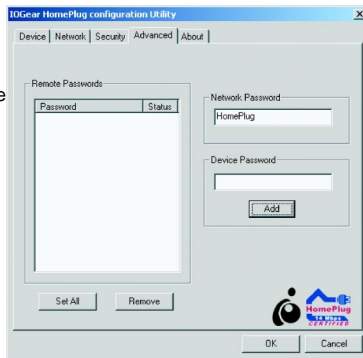 IOGear HomePlug configuration Utility
Device Network Security Advanced About
Remote Passwords
Password Status
Network Password
HomePlug
Device Password
Add
Set All Remove
HomePlug
14 Mbps
CERTIFIED
OK Cancel
e